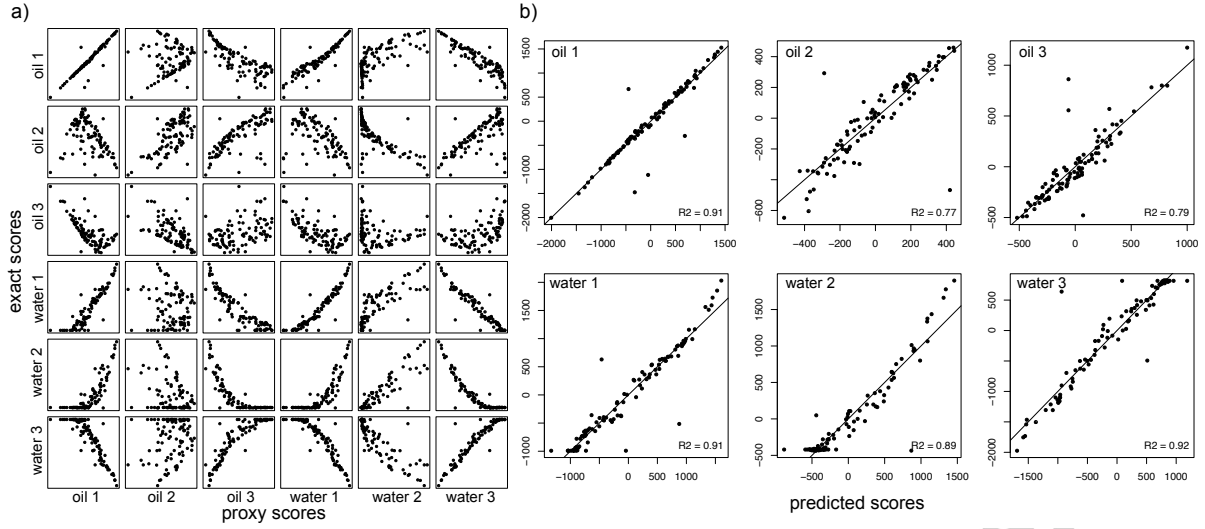 a)
oil 1
oil 2
oil 3
water 1
water 2
water 3
exact scores
oil 1 oil 2 oil 3 water 1 water 2 water 3
proxy scores
b)
oil 1
1500
500
0
−1000
−2000
R2 = 0.91
−2000 −1000 0 500 1500
oil 2
400
200
0
−200
−600
R2 = 0.77
−400 −200 0 200 400
oil 3
1000
500
0
−500
R2 = 0.79
−500 0 500 1000
water 1
1500
500
0
−1000
R2 = 0.91
−1000 0 500 1500
water 2
1500
1000
500
0
−500
R2 = 0.89
−500 0 500 1000 1500
water 3
500
0
−1000
−2000
R2 = 0.92
−1500 −500 0 500 1000
predicted scores